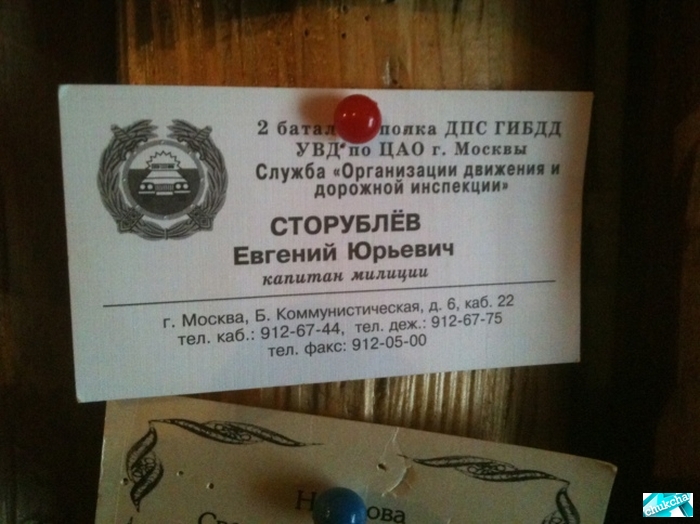 2 полка ДПС ГИБДД
УВД по ЦАО г. Москвы
Служба «Организации движения и
дорожной инспекции»
СТОРУБЛЁВ
Евгений Юрьевич
капитан милиции
г. Москва, Б. Коммунистическая, д. 6, каб. 22
тел. каб.: 912-67-44, тел. деж.: 912-67-75
тел. факс: 912-05-00
chukcha